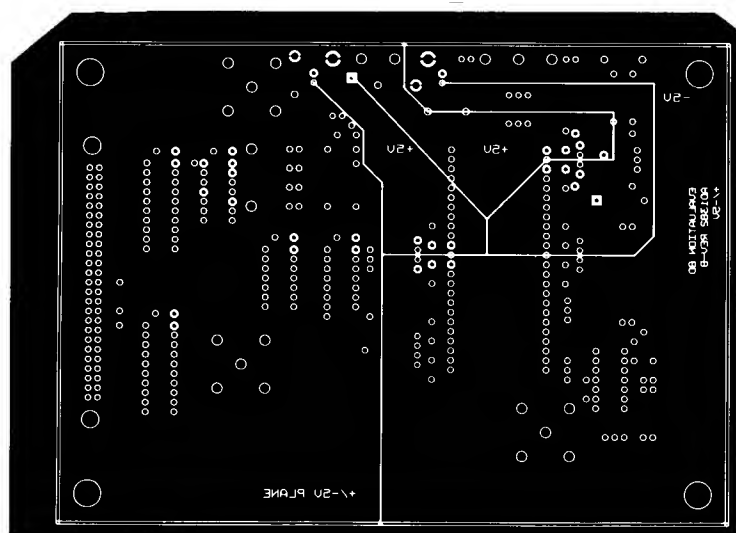 -5V
+5V
+5V
+/-5V
AD1385 REV-B
EVALUATION BD
+/-5V PLANE